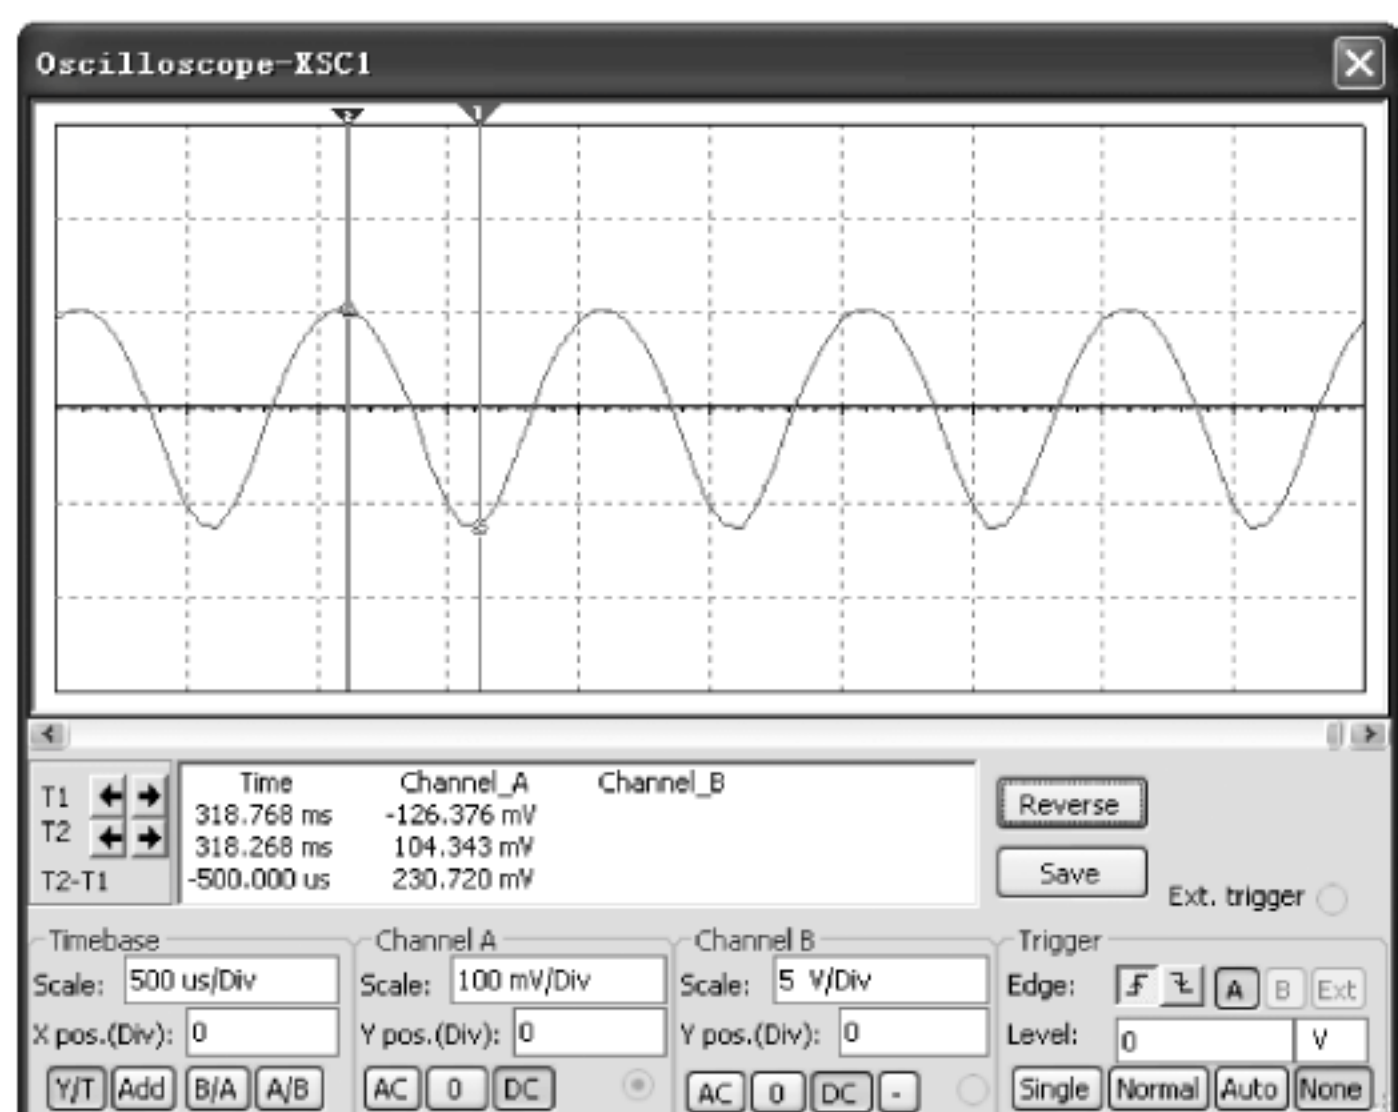 Oscilloscope-XSC1
2 1
Time Channel_A Channel_B
T1 318.768 ms -126.376 mV
T2 318.268 ms 104.343 mV
T2-T1 -500.000 us 230.720 mV
Reverse
Save
Ext. trigger
Timebase Channel A Channel B Trigger
Scale: 500 us/Div Scale: 100 mV/Div Scale: 5 V/Div Edge: A B Ext
X pos.(Div): 0 Y pos.(Div): 0 Y pos.(Div): 0 Level: 0 V
Y/T Add B/A A/B AC 0 DC AC 0 DC - Single Normal Auto None